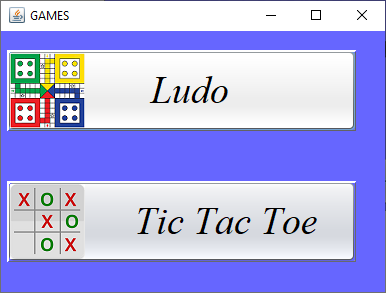 GAMES
Ludo
X O X
X O
O X
Tic Tac Toe